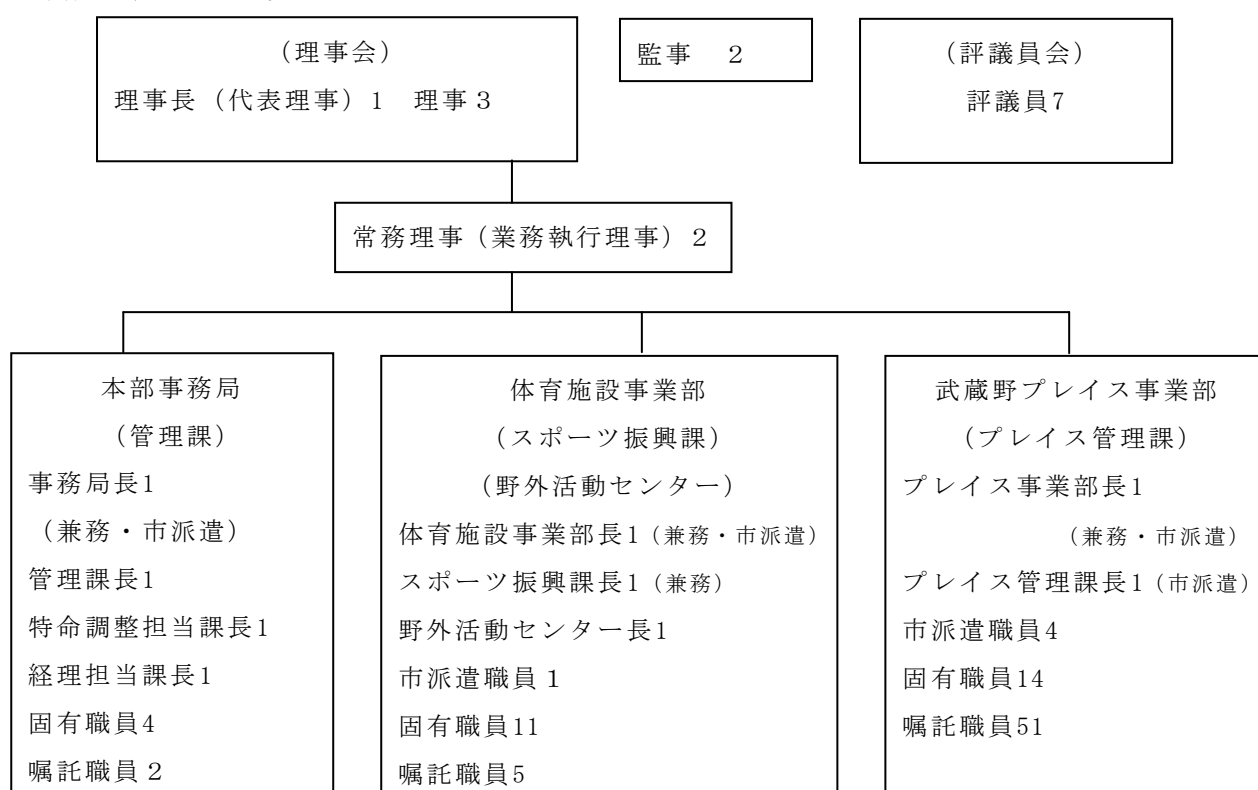 (理事会)
理事長（代表理事）1　理事３
監事　２
(評議員会)
評議員7
常務理事（業務執行理事）２
本部事務局
(管理課)
事務局長1
(兼務・市派遣)
管理課長1
特命調整担当課長1
経理担当課長1
固有職員4
嘱託職員２
体育施設事業部
(スポーツ振興課)
(野外活動センター)
体育施設事業部長1（兼務・市派遣）
スポーツ振興課長1（兼務）
野外活動センター長1
市派遣職員１
固有職員11
嘱託職員5
武蔵野プレイス事業部
(プレイス管理課)
プレイス事業部長1
(兼務・市派遣)
プレイス管理課長1（市派遣）
市派遣職員4
固有職員14
嘱託職員51